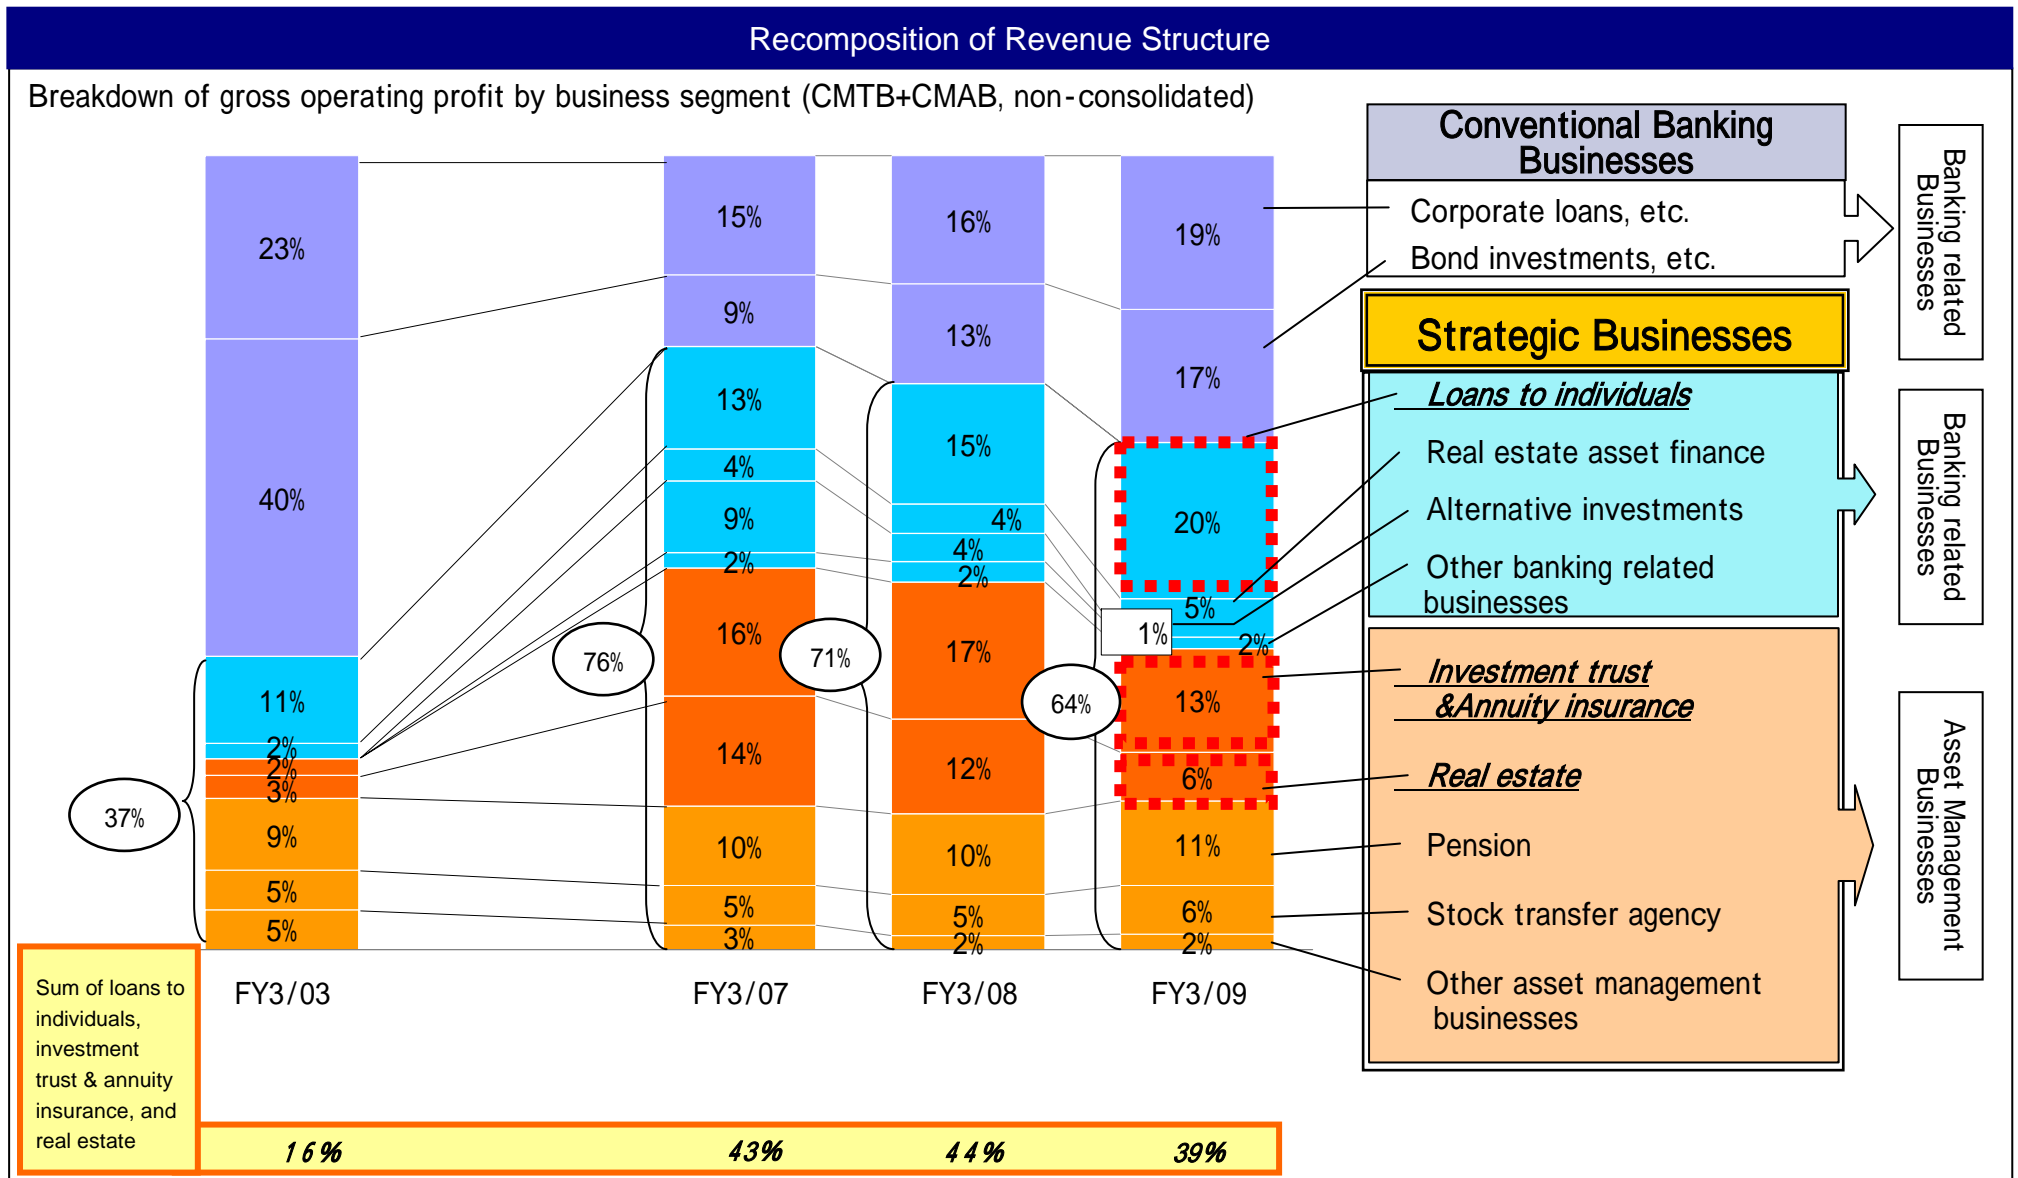 Recomposition of Revenue Structure
Breakdown of gross operating profit by business segment (CMTB+CMAB, non-consolidated)
23%
40%
11%
2%
2%
3%
9%
5%
5%
37%
FY3/03
15%
9%
13%
4%
9%
2%
16%
14%
10%
5%
3%
76%
FY3/07
16%
13%
15%
4%
4%
2%
17%
12%
10%
5%
2%
71%
FY3/08
19%
17%
20%
5%
1%
2%
13%
6%
11%
6%
2%
64%
FY3/09
Conventional Banking
Businesses
Corporate loans, etc.
Bond investments, etc.
Banking related
Businesses
Strategic Businesses
Loans to individuals
Real estate asset finance
Alternative investments
Other banking related
businesses
Banking related
Businesses
Investment trust
&Annuity insurance
Real estate
Pension
Stock transfer agency
Other asset management
businesses
Asset Management
Businesses
Sum of loans to
individuals,
investment
trust & annuity
insurance, and
real estate
16%
43%
44%
39%